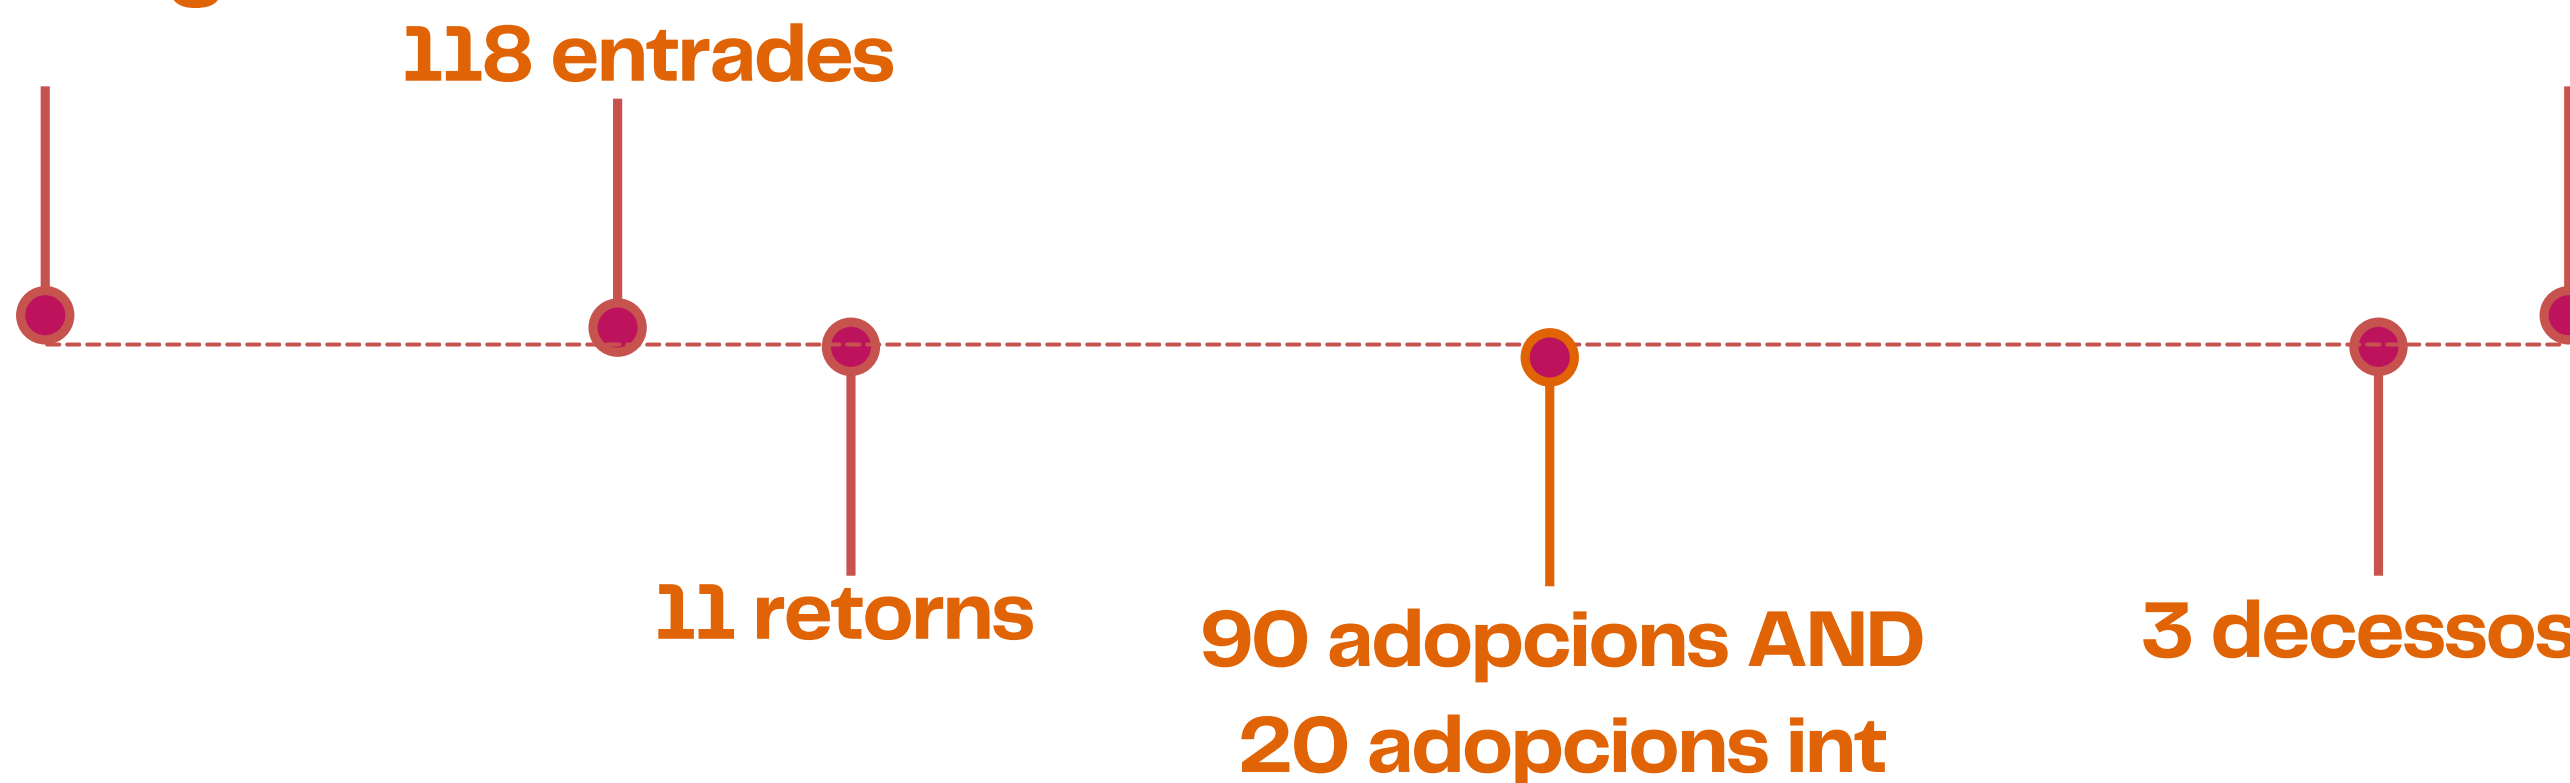 118 entrades
11 retorns
90 adopcions AND
20 adopcions int
3 decessos